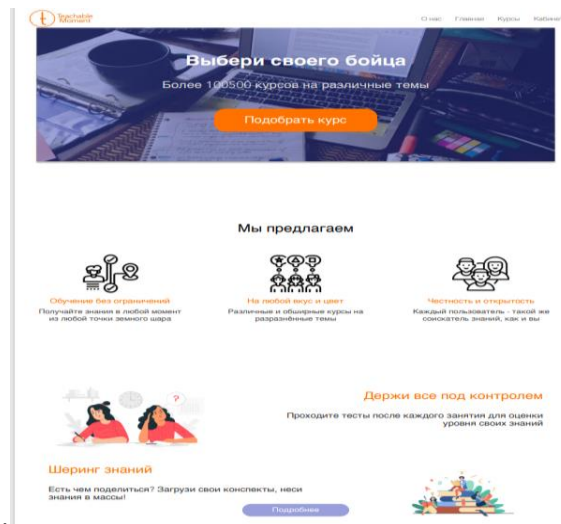 Teachable
Moment
О нас Главная Курсы Кабинет
Выбери своего бойца
Более 100500 курсов на различные темы
Подобрать курс
Мы предлагаем
Обучение без ограничений
Получайте знания в любой момент
из любой точки земного шара
На любой вкус и цвет
Различные и обширные курсы на
разразнённые темы
Честность и открытость
Каждый пользователь - такой же
соискатель знаний, как и вы
Держи все под контролем
Проходите тесты после каждого занятия для оценки
уровня своих знаний
Шеринг знаний
Есть чем поделиться? Загрузи свои конспекты, неси
знания в массы!
Подробнее